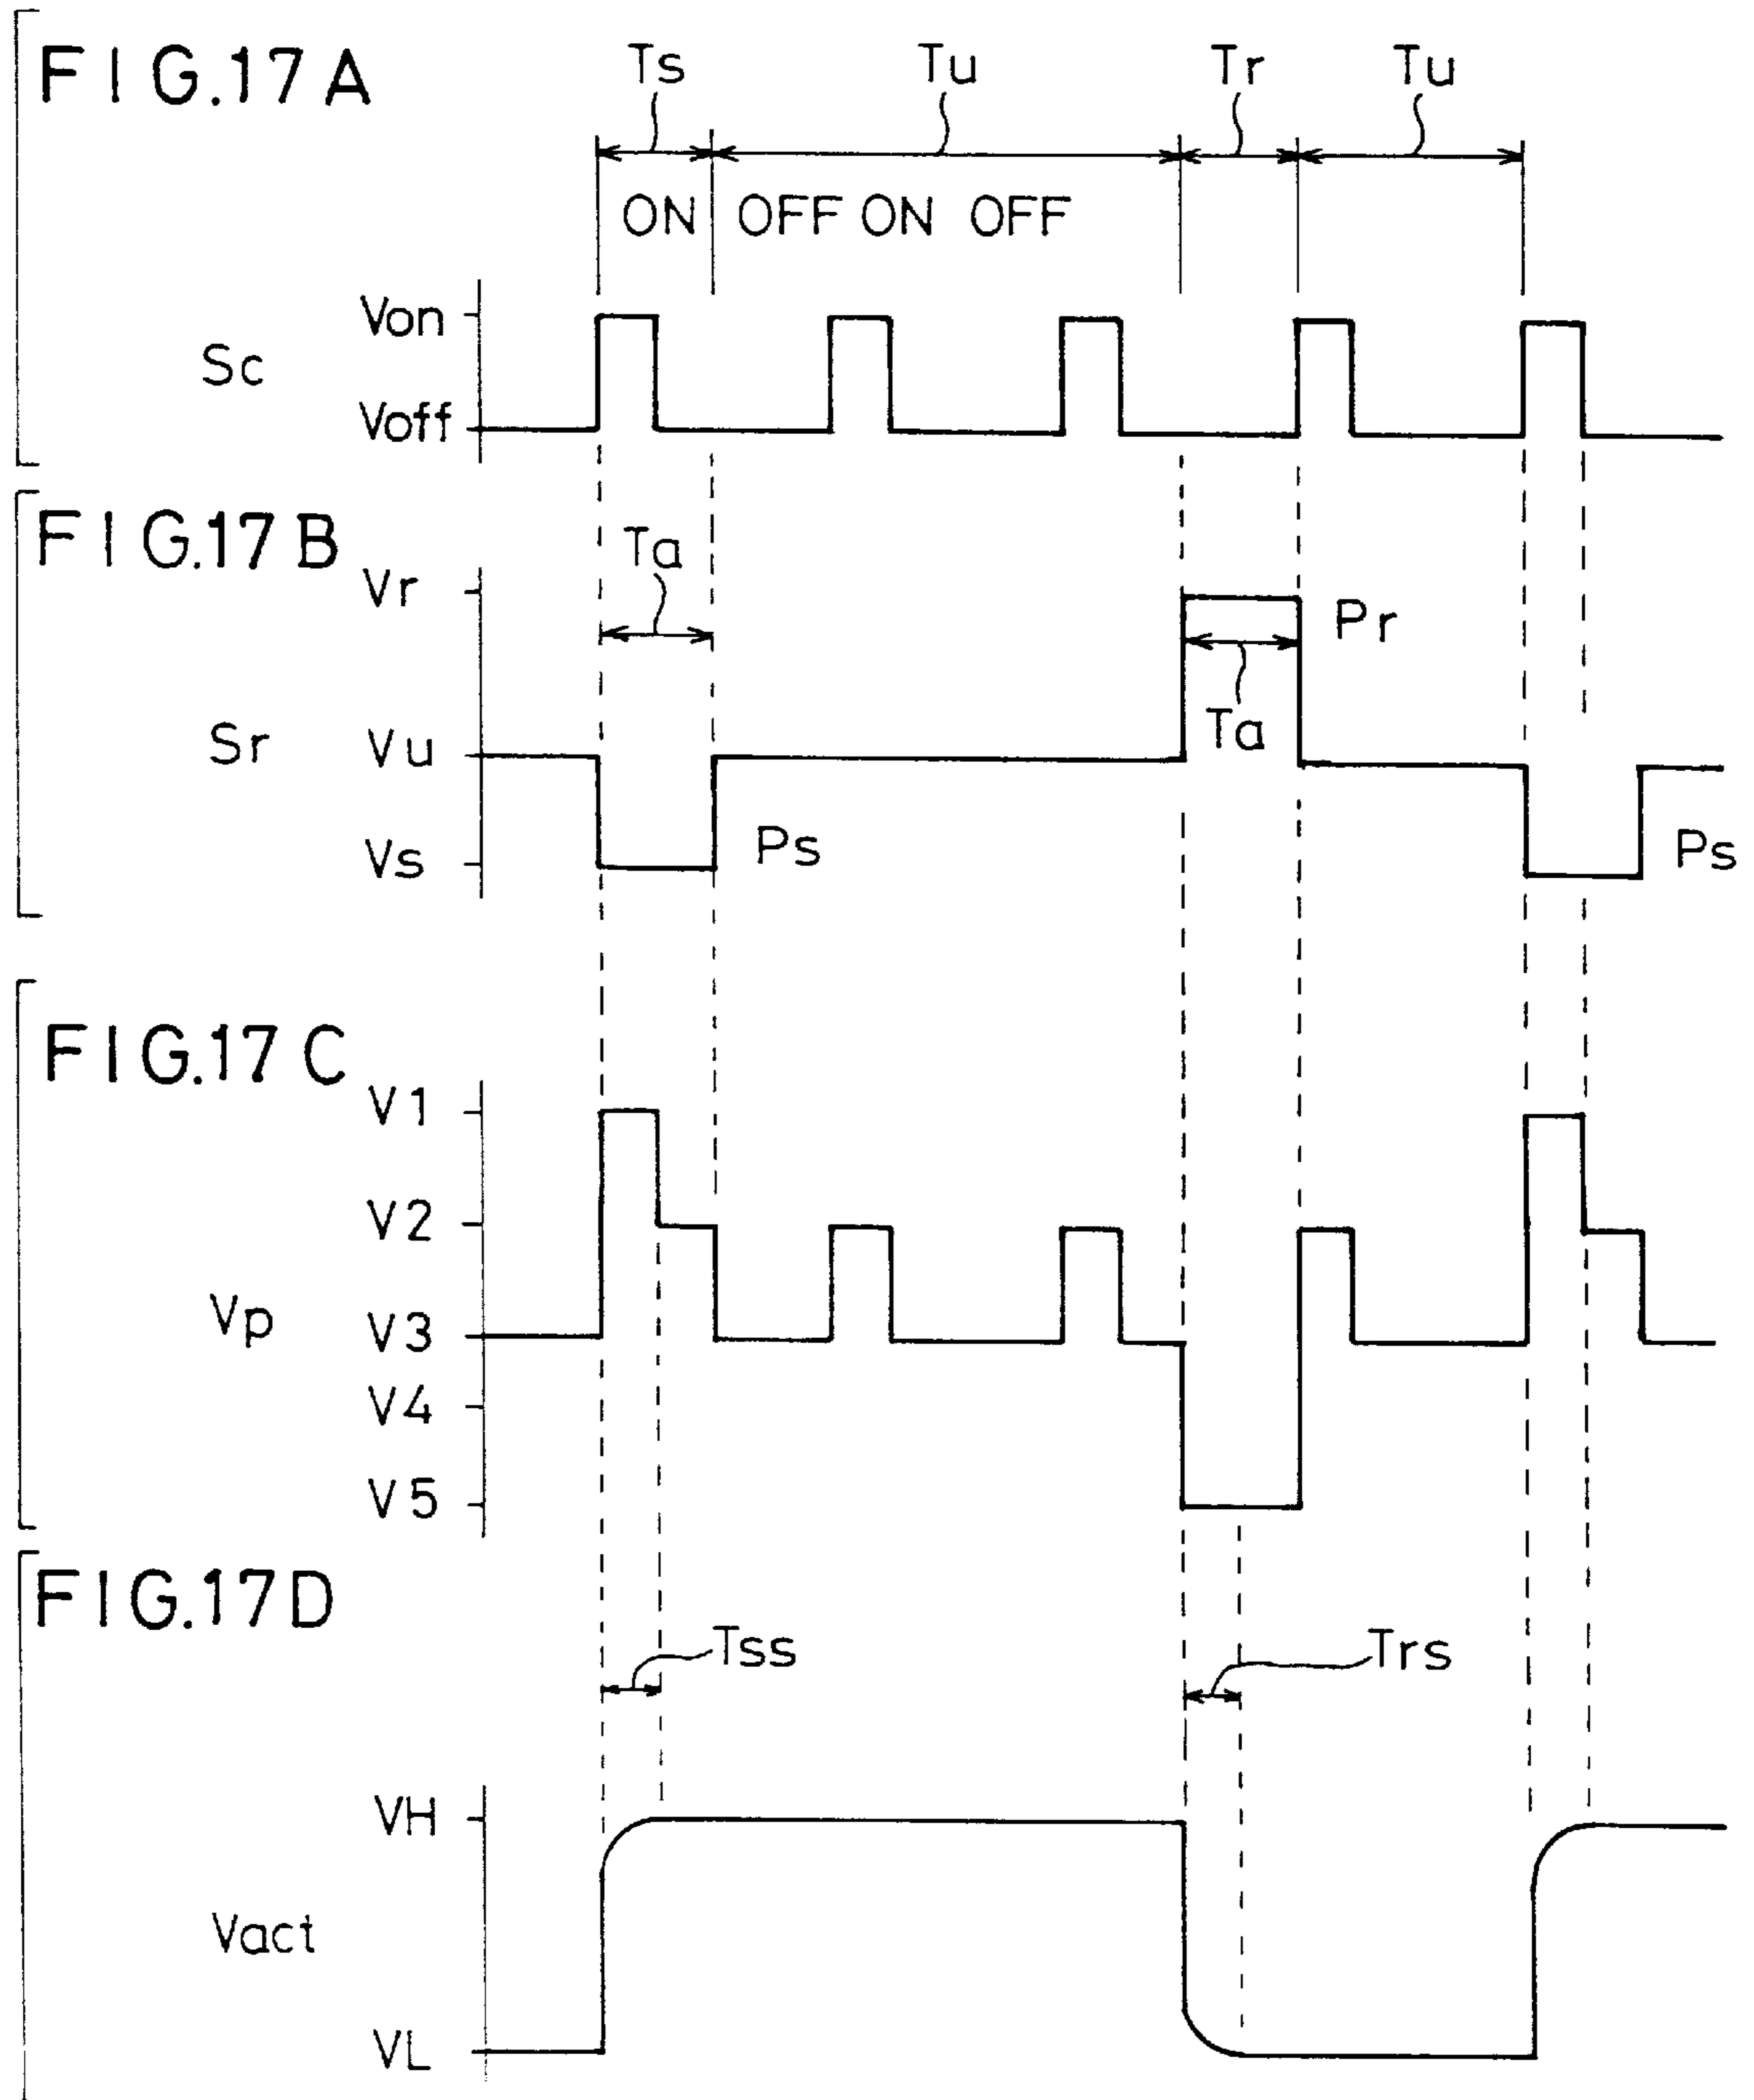 FIG.17A
Ts Tu Tr Tu
ON OFF ON OFF
Von
Sc
Voff
FIG.17B
Ta
Vr
Pr
Ta
Sr Vu
Ps
Vs
Ps
FIG.17C
V1
V2
Vp V3
V4
V5
FIG.17D
Tss Trs
VH
Vact
VL